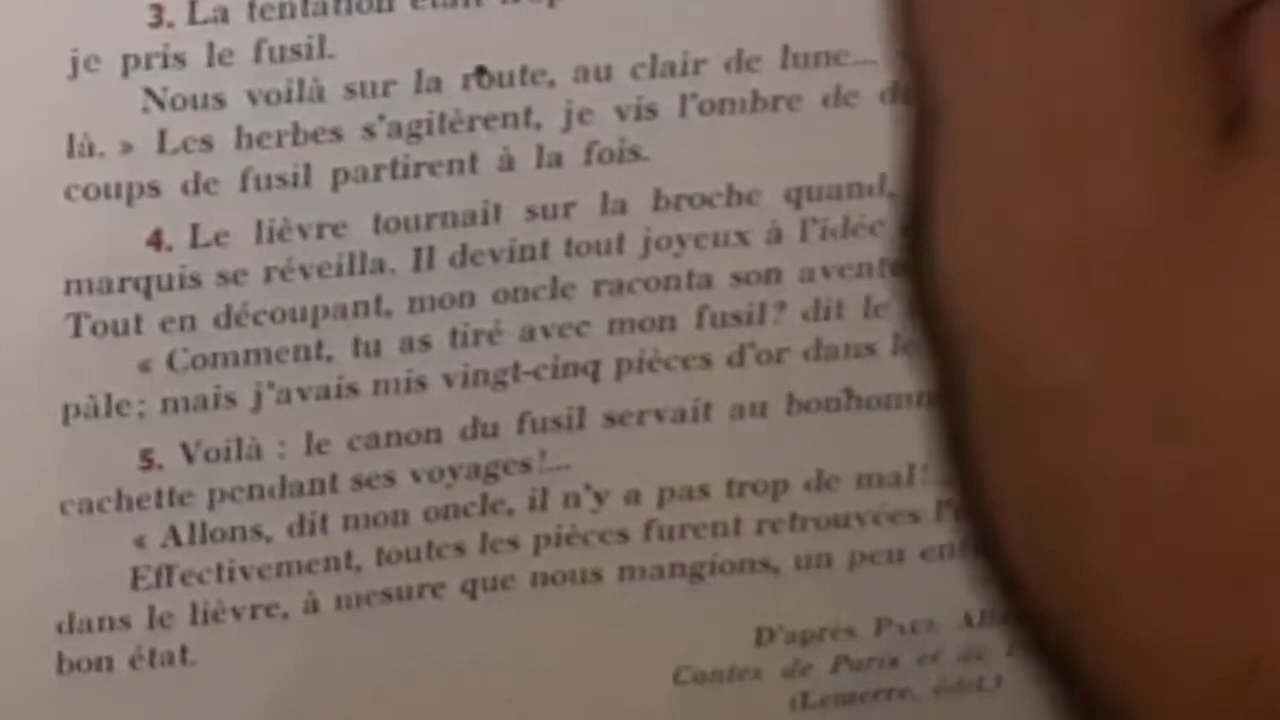 3. La tentation était
je pris le fusil.
Nous voilà sur la route, au clair de lune...
là. » Les herbes s'agitèrent, je vis l'ombre de
coups de fusil partirent à la fois.
4. Le lièvre tournait sur la broche quand,
marquis se réveilla. Il devint tout joyeux à l'idée
Tout en découpant, mon oncle raconta son
« Comment, tu as tiré avec mon fusil? dit le
pâle; mais j'avais mis vingt-cinq pièces d'or dans
5. Voilà : le canon du fusil servait au
cachette pendant ses voyages!...
« Allons, dit mon oncle, il n'y a pas trop de mal!
Effectivement, toutes les pièces furent retrouvées
dans le lièvre, à mesure que nous mangions, un peu
bon état.
D'après
Contes de Paris et de
(Lemerre, édit.)